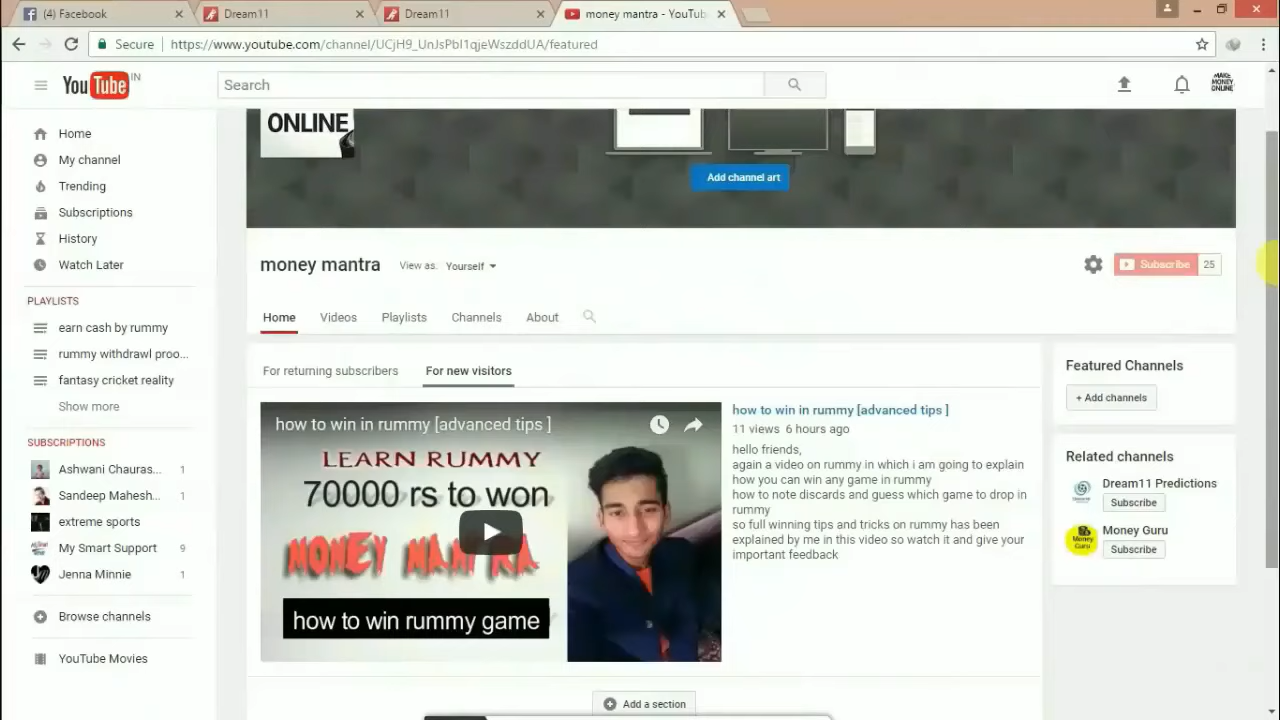 (4) Facebook
Dream11
Dream11
money mantra - YouTub
Secure
https://www.youtube.com/channel/UCjH9_UnJsPbI1qjeWszddUA/featured
YouTube IN
Search
MAKE
MONEY
ONLINE
Home
My channel
Trending
Subscriptions
History
Watch Later
PLAYLISTS
earn cash by rummy
rummy withdrawl proo...
fantasy cricket reality
Show more
SUBSCRIPTIONS
Ashwani Chauras... 1
Sandeep Mahesh... 1
extreme sports
My Smart Support 9
Jenna Minnie 1
Browse channels
YouTube Movies
ONLINE
Add channel art
money mantra
View as: Yourself
Subscribe 25
Home Videos Playlists Channels About
For returning subscribers For new visitors
how to win in rummy [advanced tips ]
LEARN RUMMY
70000 rs to won
MONEY MANTRA
how to win rummy game
how to win in rummy [advanced tips ]
11 views 6 hours ago
hello friends,
again a video on rummy in which i am going to explain
how you can win any game in rummy
how to note discards and guess which game to drop in
rummy
so full winning tips and tricks on rummy has been
explained by me in this video so watch it and give your
important feedback
Add a section
Featured Channels
+ Add channels
Related channels
Dream11 Predictions
Subscribe
Money
Guru
Money Guru
Subscribe